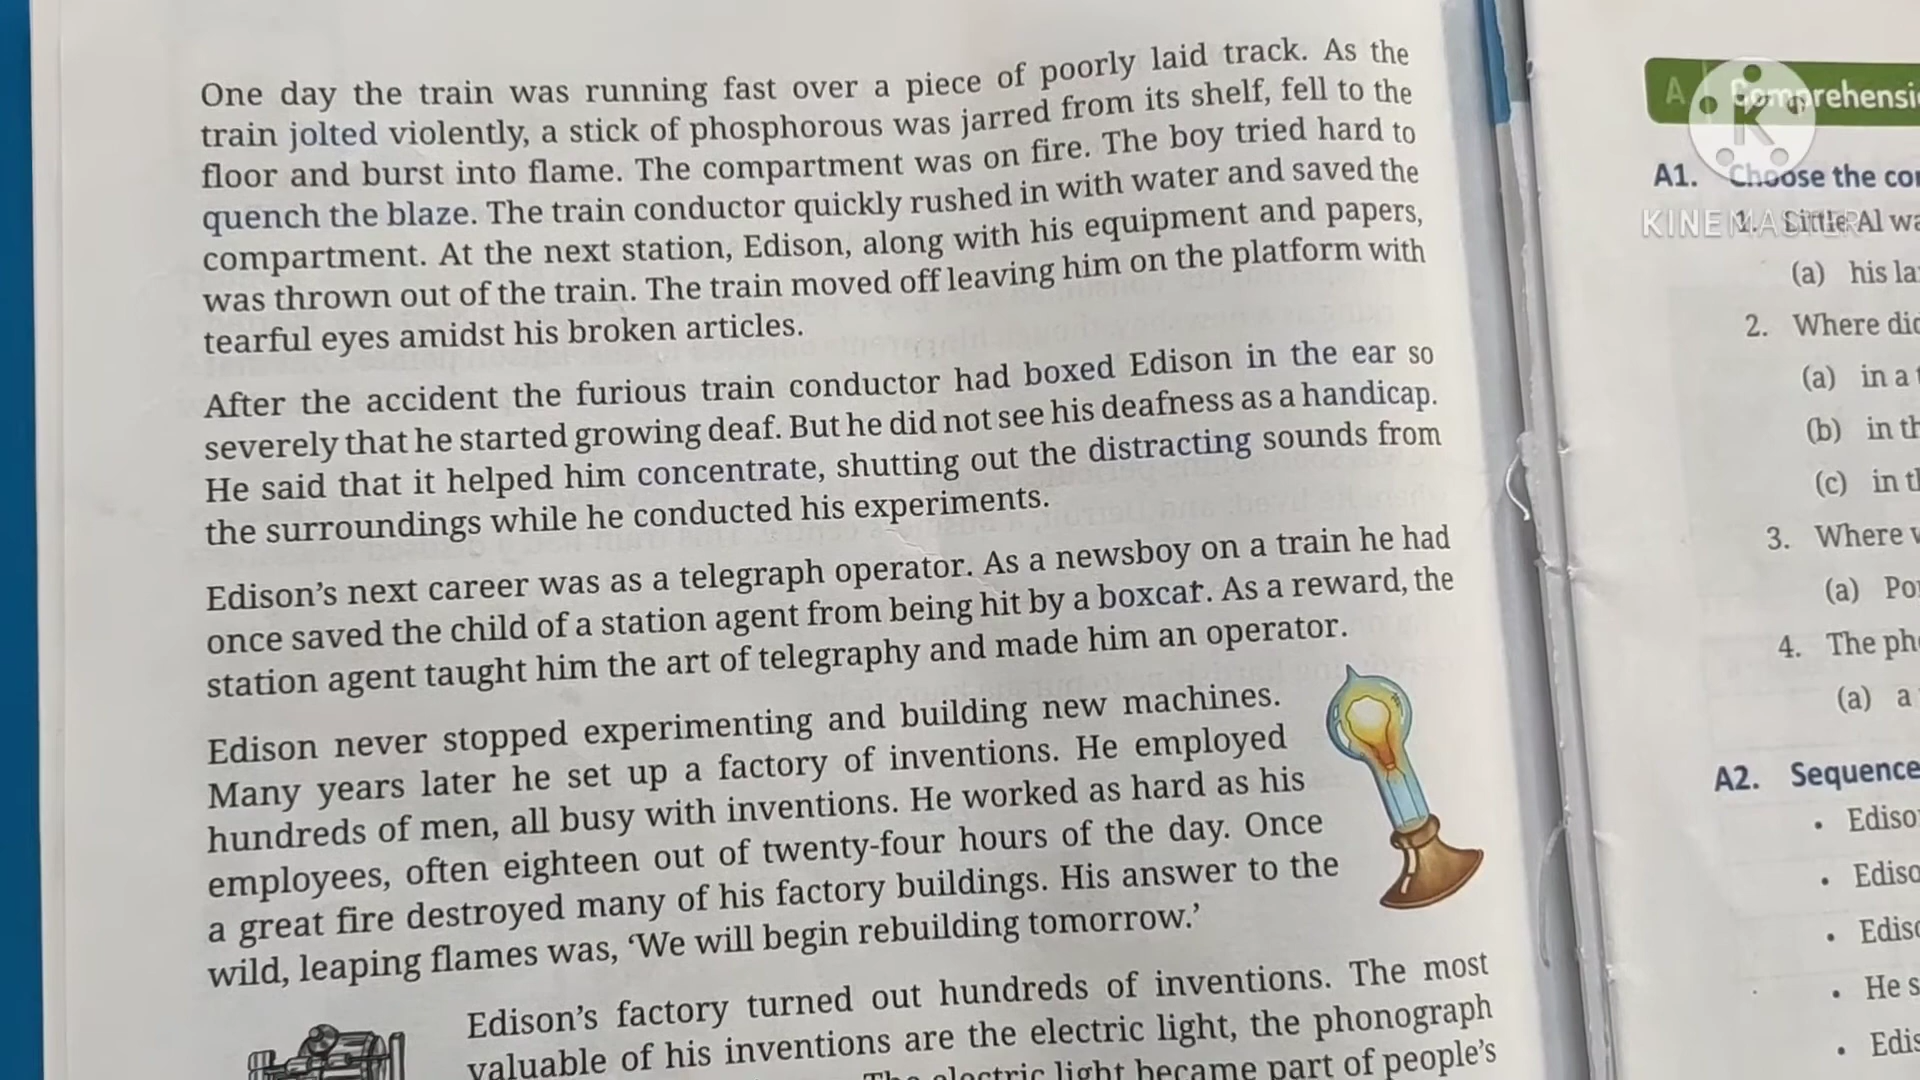 One day the train was running fast over a piece of poorly laid track. As the
train jolted violently, a stick of phosphorous was jarred from its shelf, fell to the
floor and burst into flame. The compartment was on fire. The boy tried hard to
quench the blaze. The train conductor quickly rushed in with water and saved the
compartment. At the next station, Edison, along with his equipment and papers,
was thrown out of the train. The train moved off leaving him on the platform with
tearful eyes amidst his broken articles.
After the accident the furious train conductor had boxed Edison in the ear so
severely that he started growing deaf. But he did not see his deafness as a handicap.
He said that it helped him concentrate, shutting out the distracting sounds from
the surroundings while he conducted his experiments.
Edison's next career was as a telegraph operator. As a newsboy on a train he had
once saved the child of a station agent from being hit by a boxcar. As a reward, the
station agent taught him the art of telegraphy and made him an operator.
Edison never stopped experimenting and building new machines.
Many years later he set up a factory of inventions. He employed
hundreds of men, all busy with inventions. He worked as hard as his
employees, often eighteen out of twenty-four hours of the day. Once
a great fire destroyed many of his factory buildings. His answer to the
wild, leaping flames was, 'We will begin rebuilding tomorrow.'
Edison's factory turned out hundreds of inventions. The most
valuable of his inventions are the electric light, the phonograph
The electric light became part of people's
A
A1. Choose the
1. Little Al
(a) his
2. Where
(a) in a
(b) in
(c) in
3. Where
(a)
4. The
(a) a
A2. Sequence
•
•
•
• He
•
K
KINEMASTER